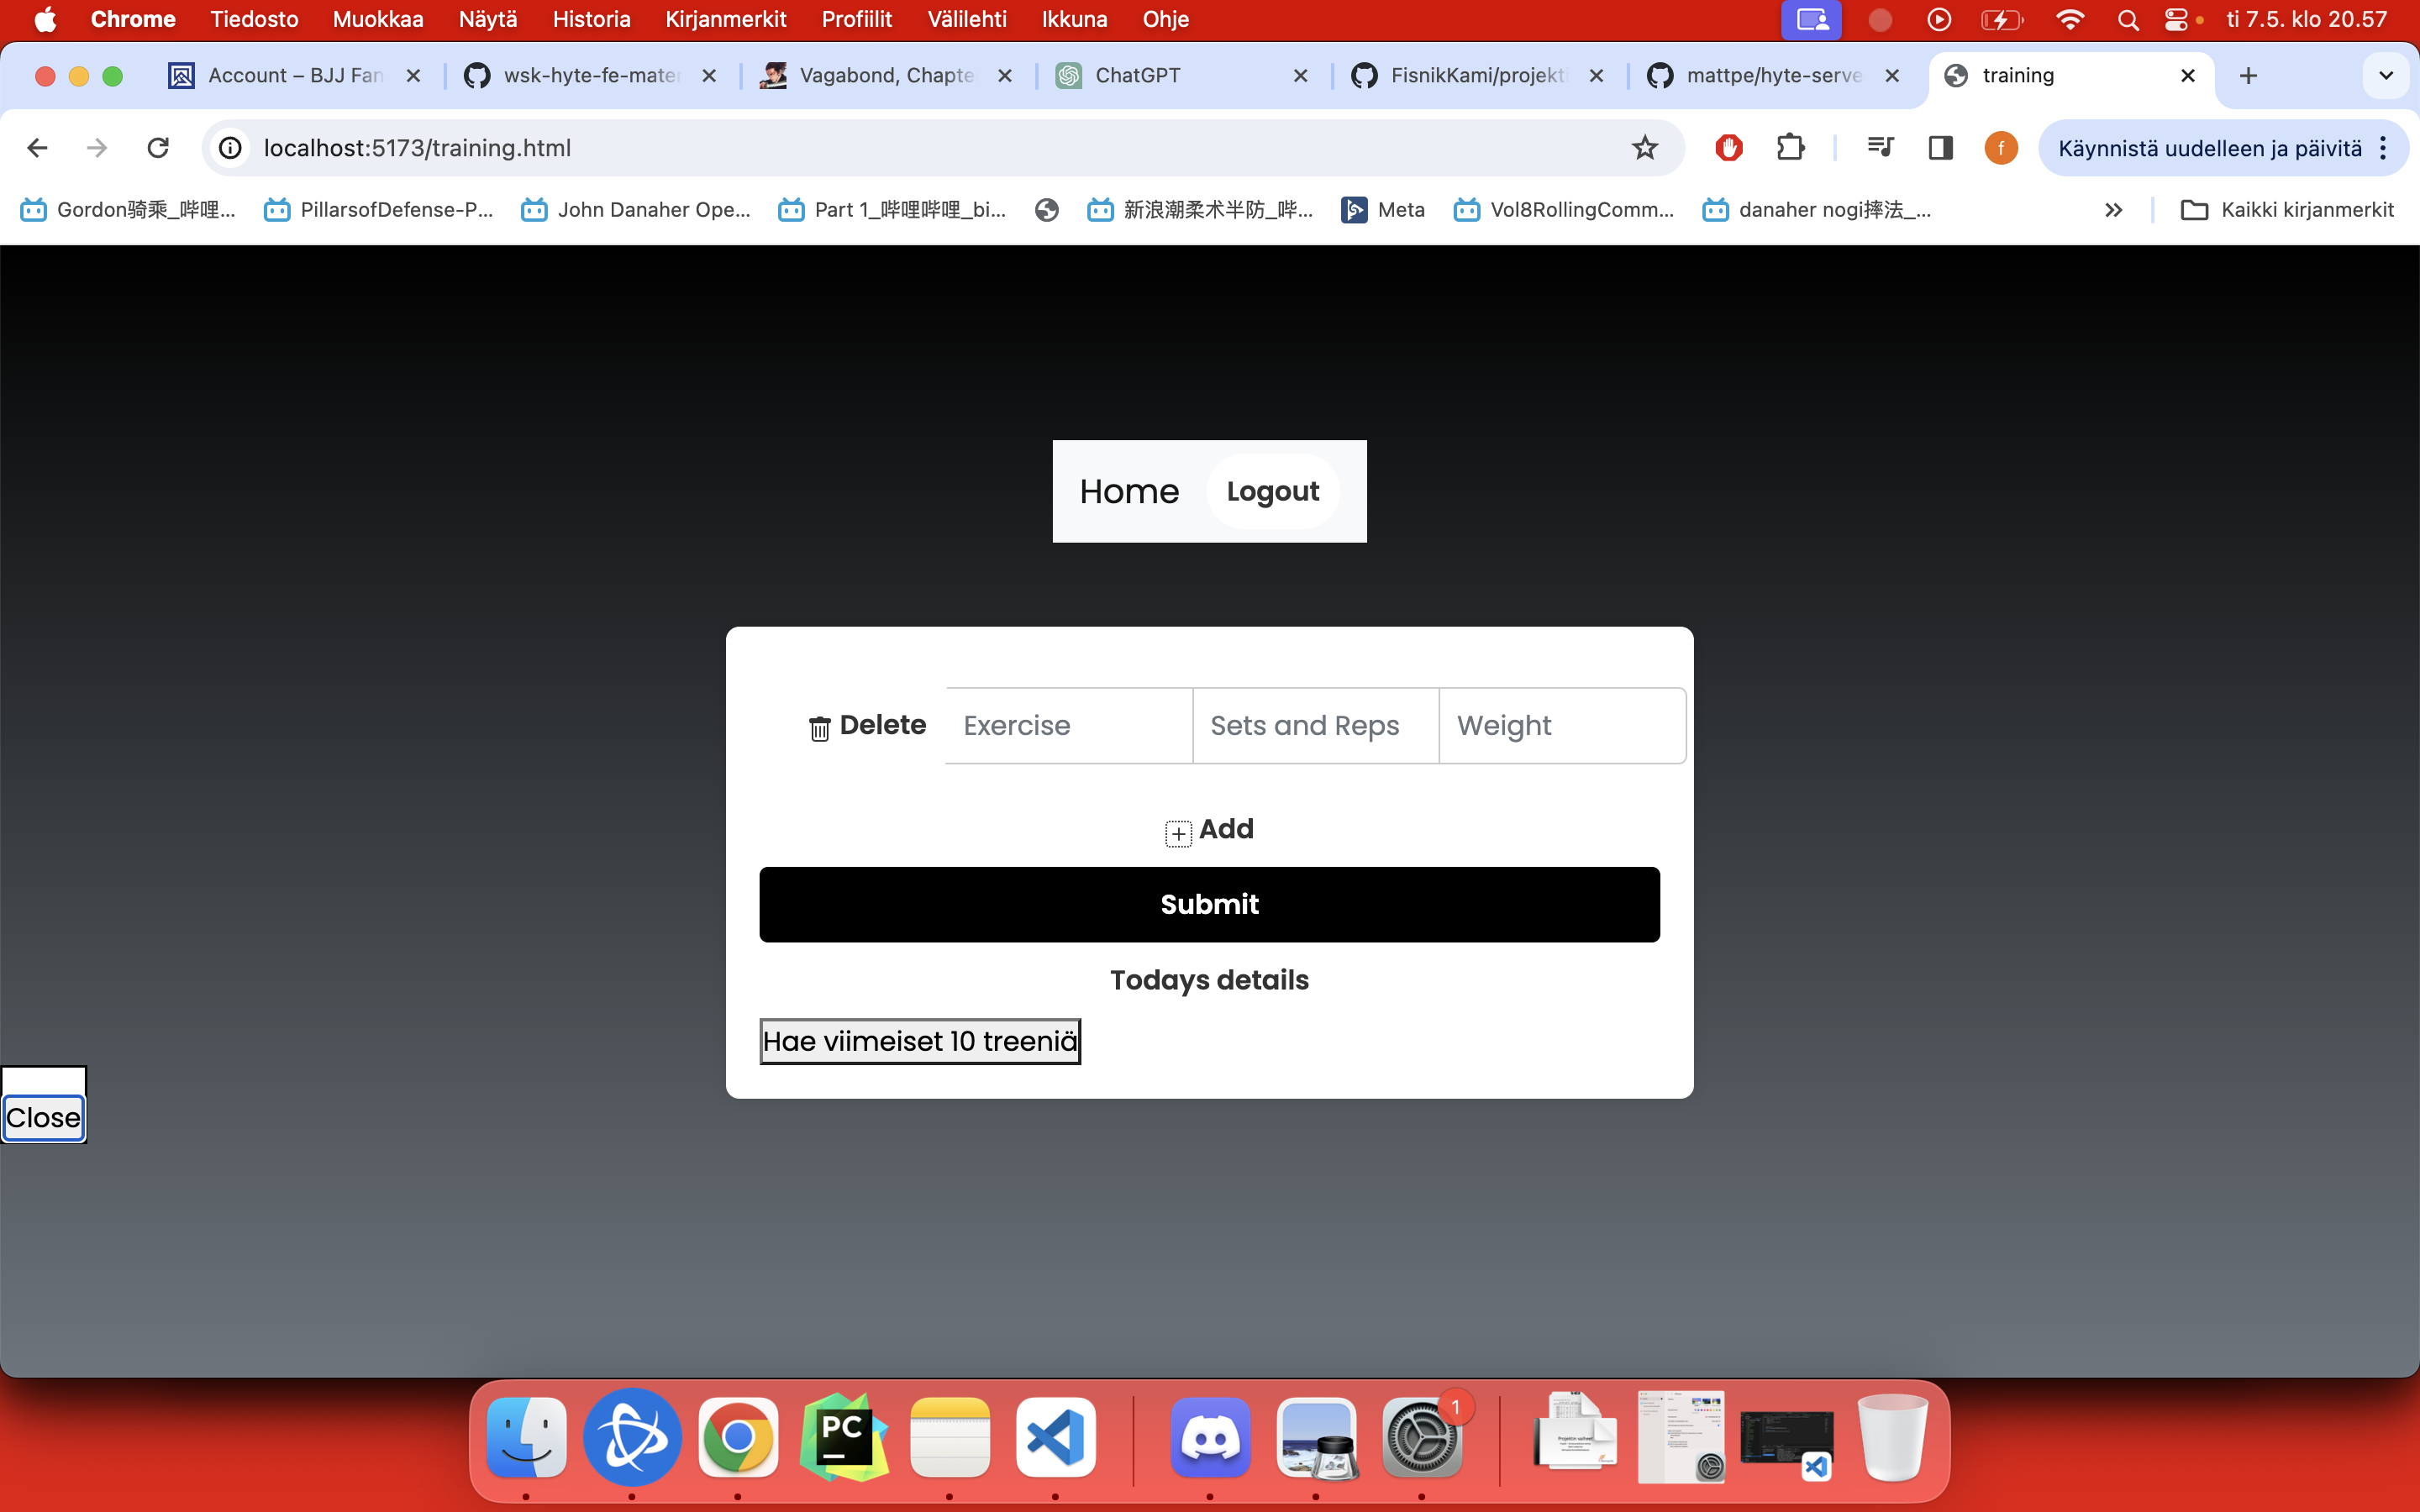 Chrome Tiedosto Muokkaa Näytä Historia Kirjanmerkit Profiilit Välilehti Ikkuna Ohje ti 7.5. klo 20.57
Account – BJJ Fan wsk-hyte-fe-mater Vagabond, Chapte ChatGPT FisnikKami/projekti mattpe/hyte-serve training
localhost:5173/training.html f Käynnistä uudelleen ja päivitä
Gordon骑乘_哔哩... PillarsofDefense-P... John Danaher Ope... Part 1_哔哩哔哩_bi... 新浪潮柔术半防_哔... Meta Vol8RollingComm... danaher nogi摔法_... Kaikki kirjanmerkit
Home Logout
Delete Exercise Sets and Reps Weight
Add
Submit
Todays details
Hae viimeiset 10 treeniä
Close
PC 1